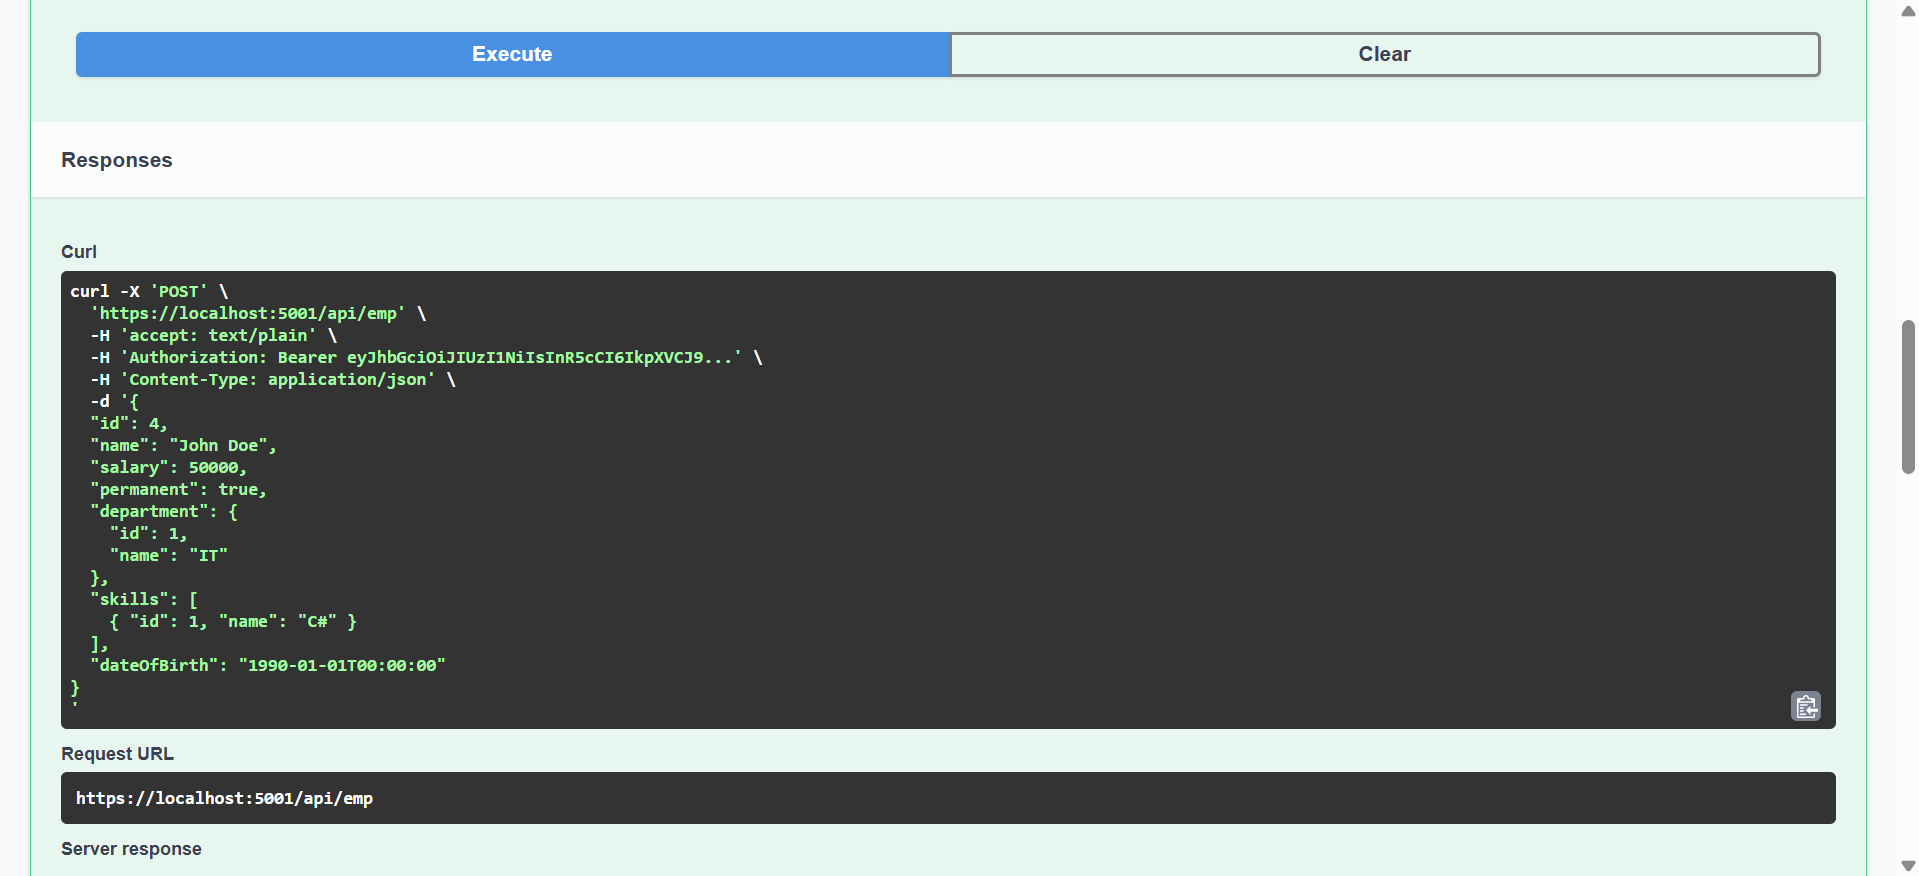 Execute
Clear
Responses
Curl
curl -X 'POST' \
  'https://localhost:5001/api/emp' \
  -H 'accept: text/plain' \
  -H 'Authorization: Bearer eyJhbGciOiJIUzI1NiIsInR5cCI6IkpXVCJ9...' \
  -H 'Content-Type: application/json' \
  -d '{
  "id": 4,
  "name": "John Doe",
  "salary": 50000,
  "permanent": true,
  "department": {
    "id": 1,
    "name": "IT"
  },
  "skills": [
    { "id": 1, "name": "C#" }
  ],
  "dateOfBirth": "1990-01-01T00:00:00"
}
'
Request URL
https://localhost:5001/api/emp
Server response